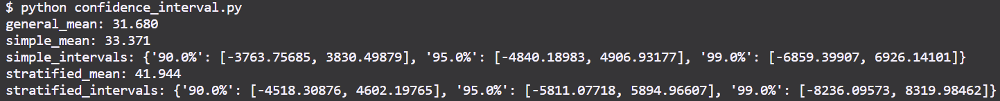 $ python confidence_interval.py
general_mean: 31.680
simple_mean: 33.371
simple_intervals: {'90.0%': [-3763.75685, 3830.49879], '95.0%': [-4840.18983, 4906.93177], '99.0%': [-6859.39907, 6926.14101]}
stratified_mean: 41.944
stratified_intervals: {'90.0%': [-4518.30876, 4602.19765], '95.0%': [-5811.07718, 5894.96607], '99.0%': [-8236.09573, 8319.98462]}